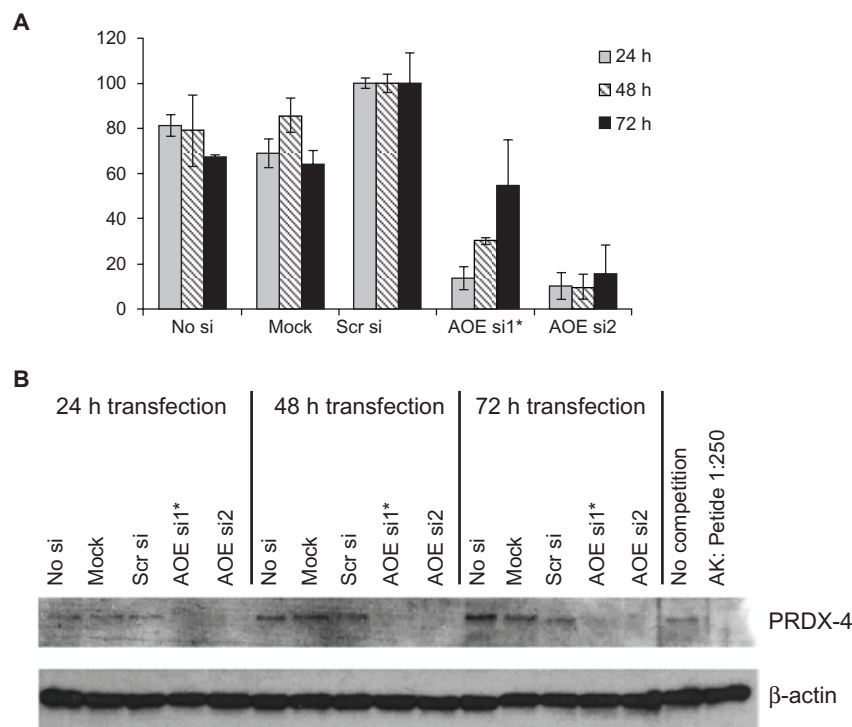 A
120
100
80
60
40
20
0
24 h
48 h
72 h
No si Mock Scr si AOE si1* AOE si2
B
24 h transfection 48 h transfection 72 h transfection
No si Mock Scr si AOE si1* AOE si2 No si Mock Scr si AOE si1* AOE si2 No si Mock Scr si AOE si1* AOE si2 No competition AK: Petide 1:250
PRDX-4
β-actin